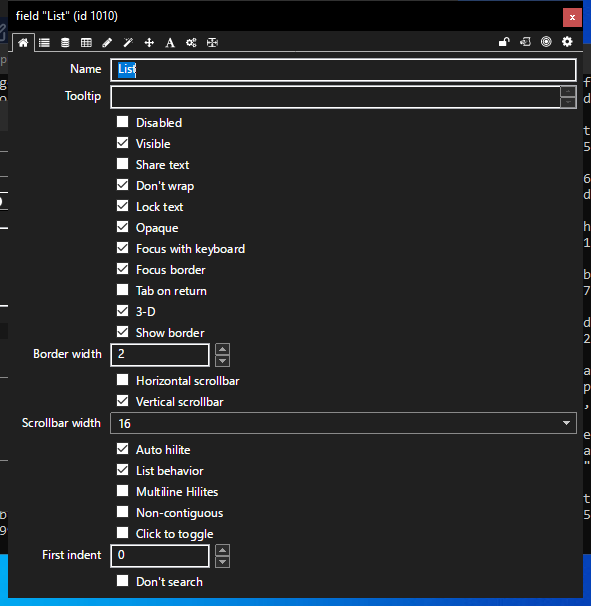 field "List" (id 1010)
x
A
Name
List
Tooltip
Disabled
Visible
Share text
Don't wrap
Lock text
Opaque
Focus with keyboard
Focus border
Tab on return
3-D
Show border
Border width 2
Horizontal scrollbar
Vertical scrollbar
Scrollbar width 16
Auto hilite
List behavior
Multiline Hilites
Non-contiguous
Click to toggle
First indent 0
Don't search